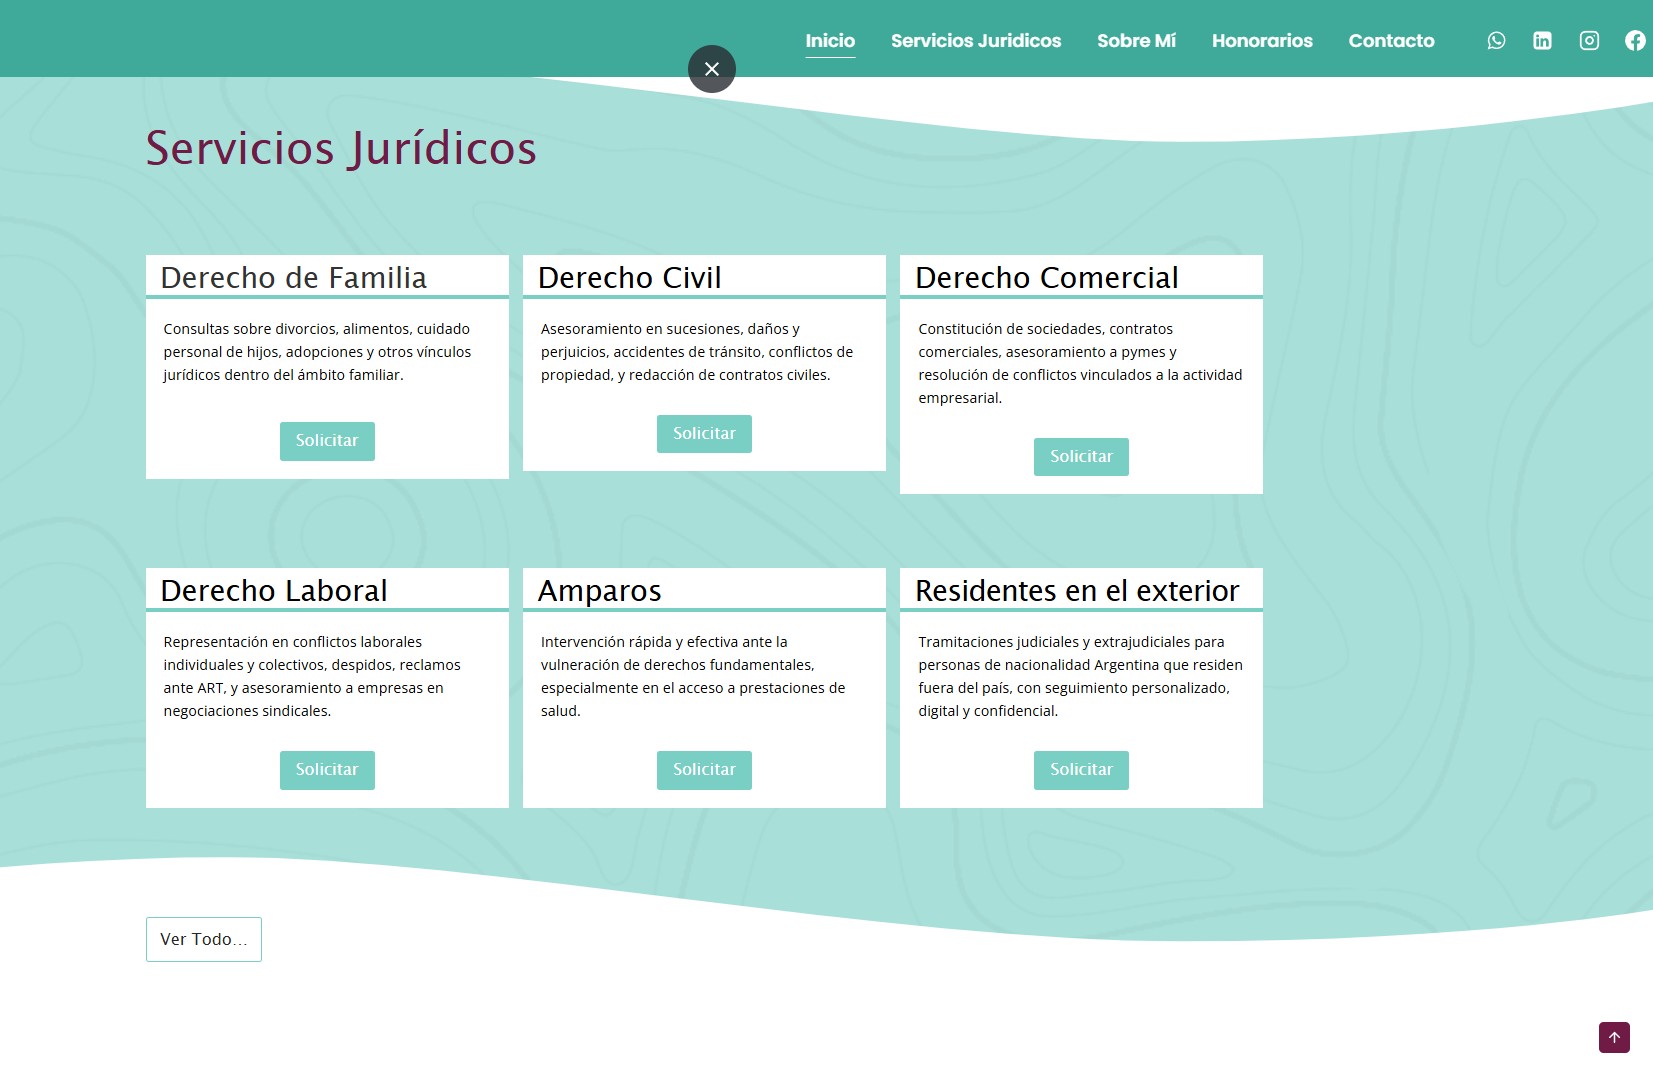 Inicio Servicios Juridicos Sobre Mí Honorarios Contacto
Servicios Jurídicos
Derecho de Familia
Consultas sobre divorcios, alimentos, cuidado
personal de hijos, adopciones y otros vínculos
jurídicos dentro del ámbito familiar.
Solicitar
Derecho Civil
Asesoramiento en sucesiones, daños y
perjuicios, accidentes de tránsito, conflictos de
propiedad, y redacción de contratos civiles.
Solicitar
Derecho Comercial
Constitución de sociedades, contratos
comerciales, asesoramiento a pymes y
resolución de conflictos vinculados a la actividad
empresarial.
Solicitar
Derecho Laboral
Representación en conflictos laborales
individuales y colectivos, despidos, reclamos
ante ART, y asesoramiento a empresas en
negociaciones sindicales.
Solicitar
Amparos
Intervención rápida y efectiva ante la
vulneración de derechos fundamentales,
especialmente en el acceso a prestaciones de
salud.
Solicitar
Residentes en el exterior
Tramitaciones judiciales y extrajudiciales para
personas de nacionalidad Argentina que residen
fuera del país, con seguimiento personalizado,
digital y confidencial.
Solicitar
Ver Todo...